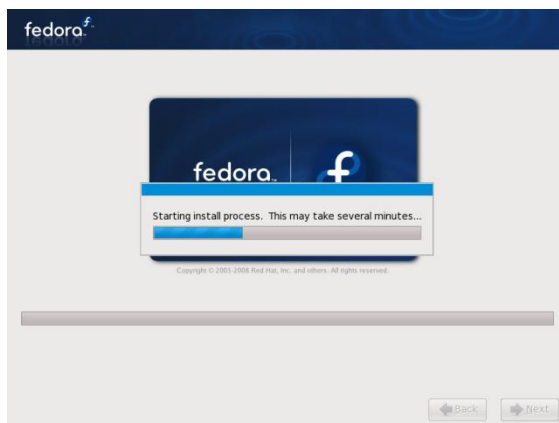 fedora
fedora
Starting install process. This may take several minutes...
Copyright © 2003-2008 Red Hat, Inc. and others. All rights reserved.
Back
Next